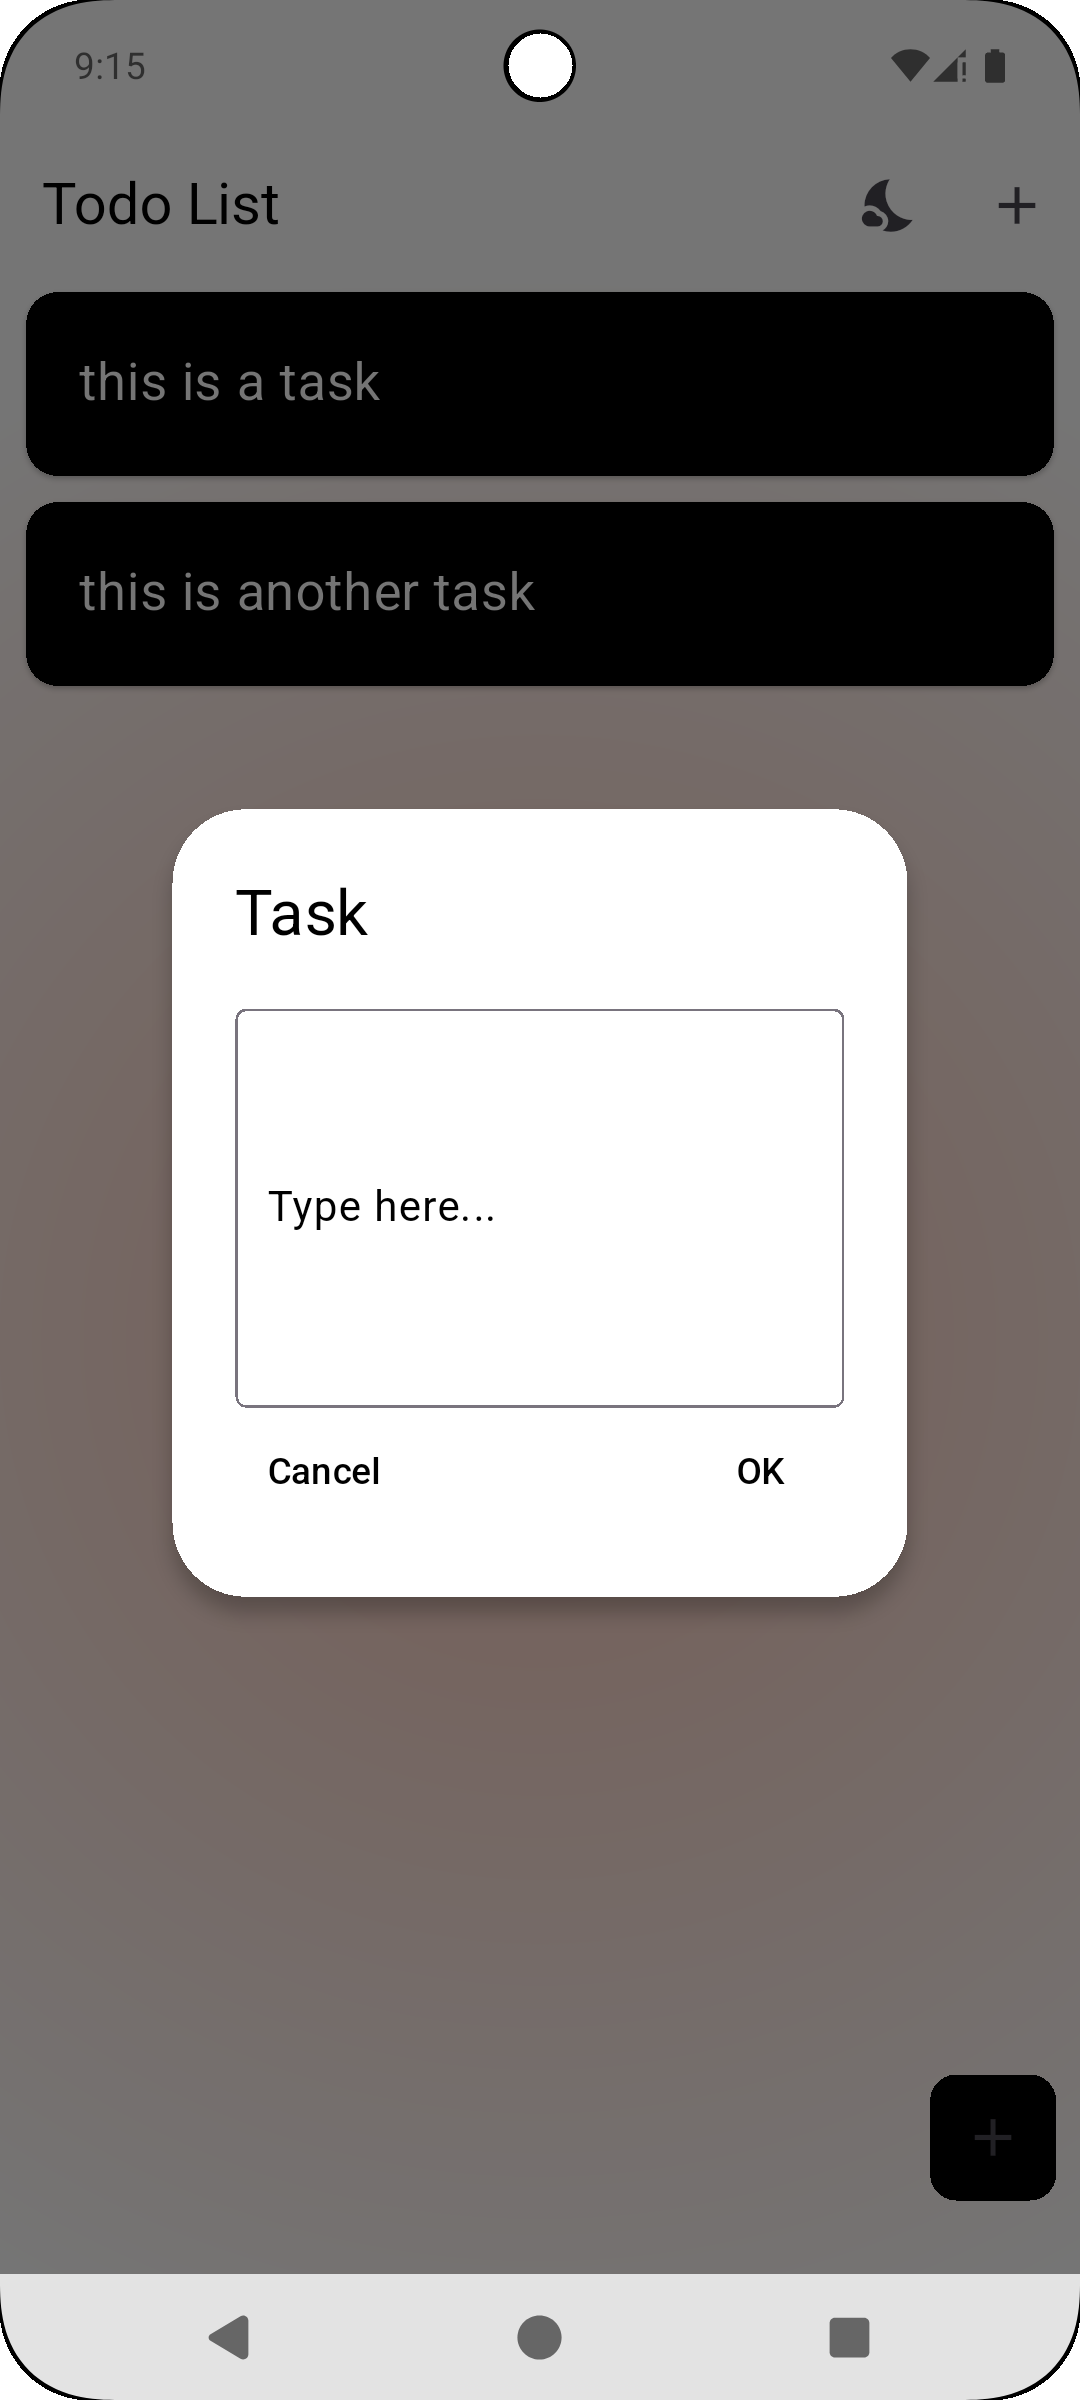 9:15
Todo List
this is a task
this is another task
Task
Type here...
Cancel OK